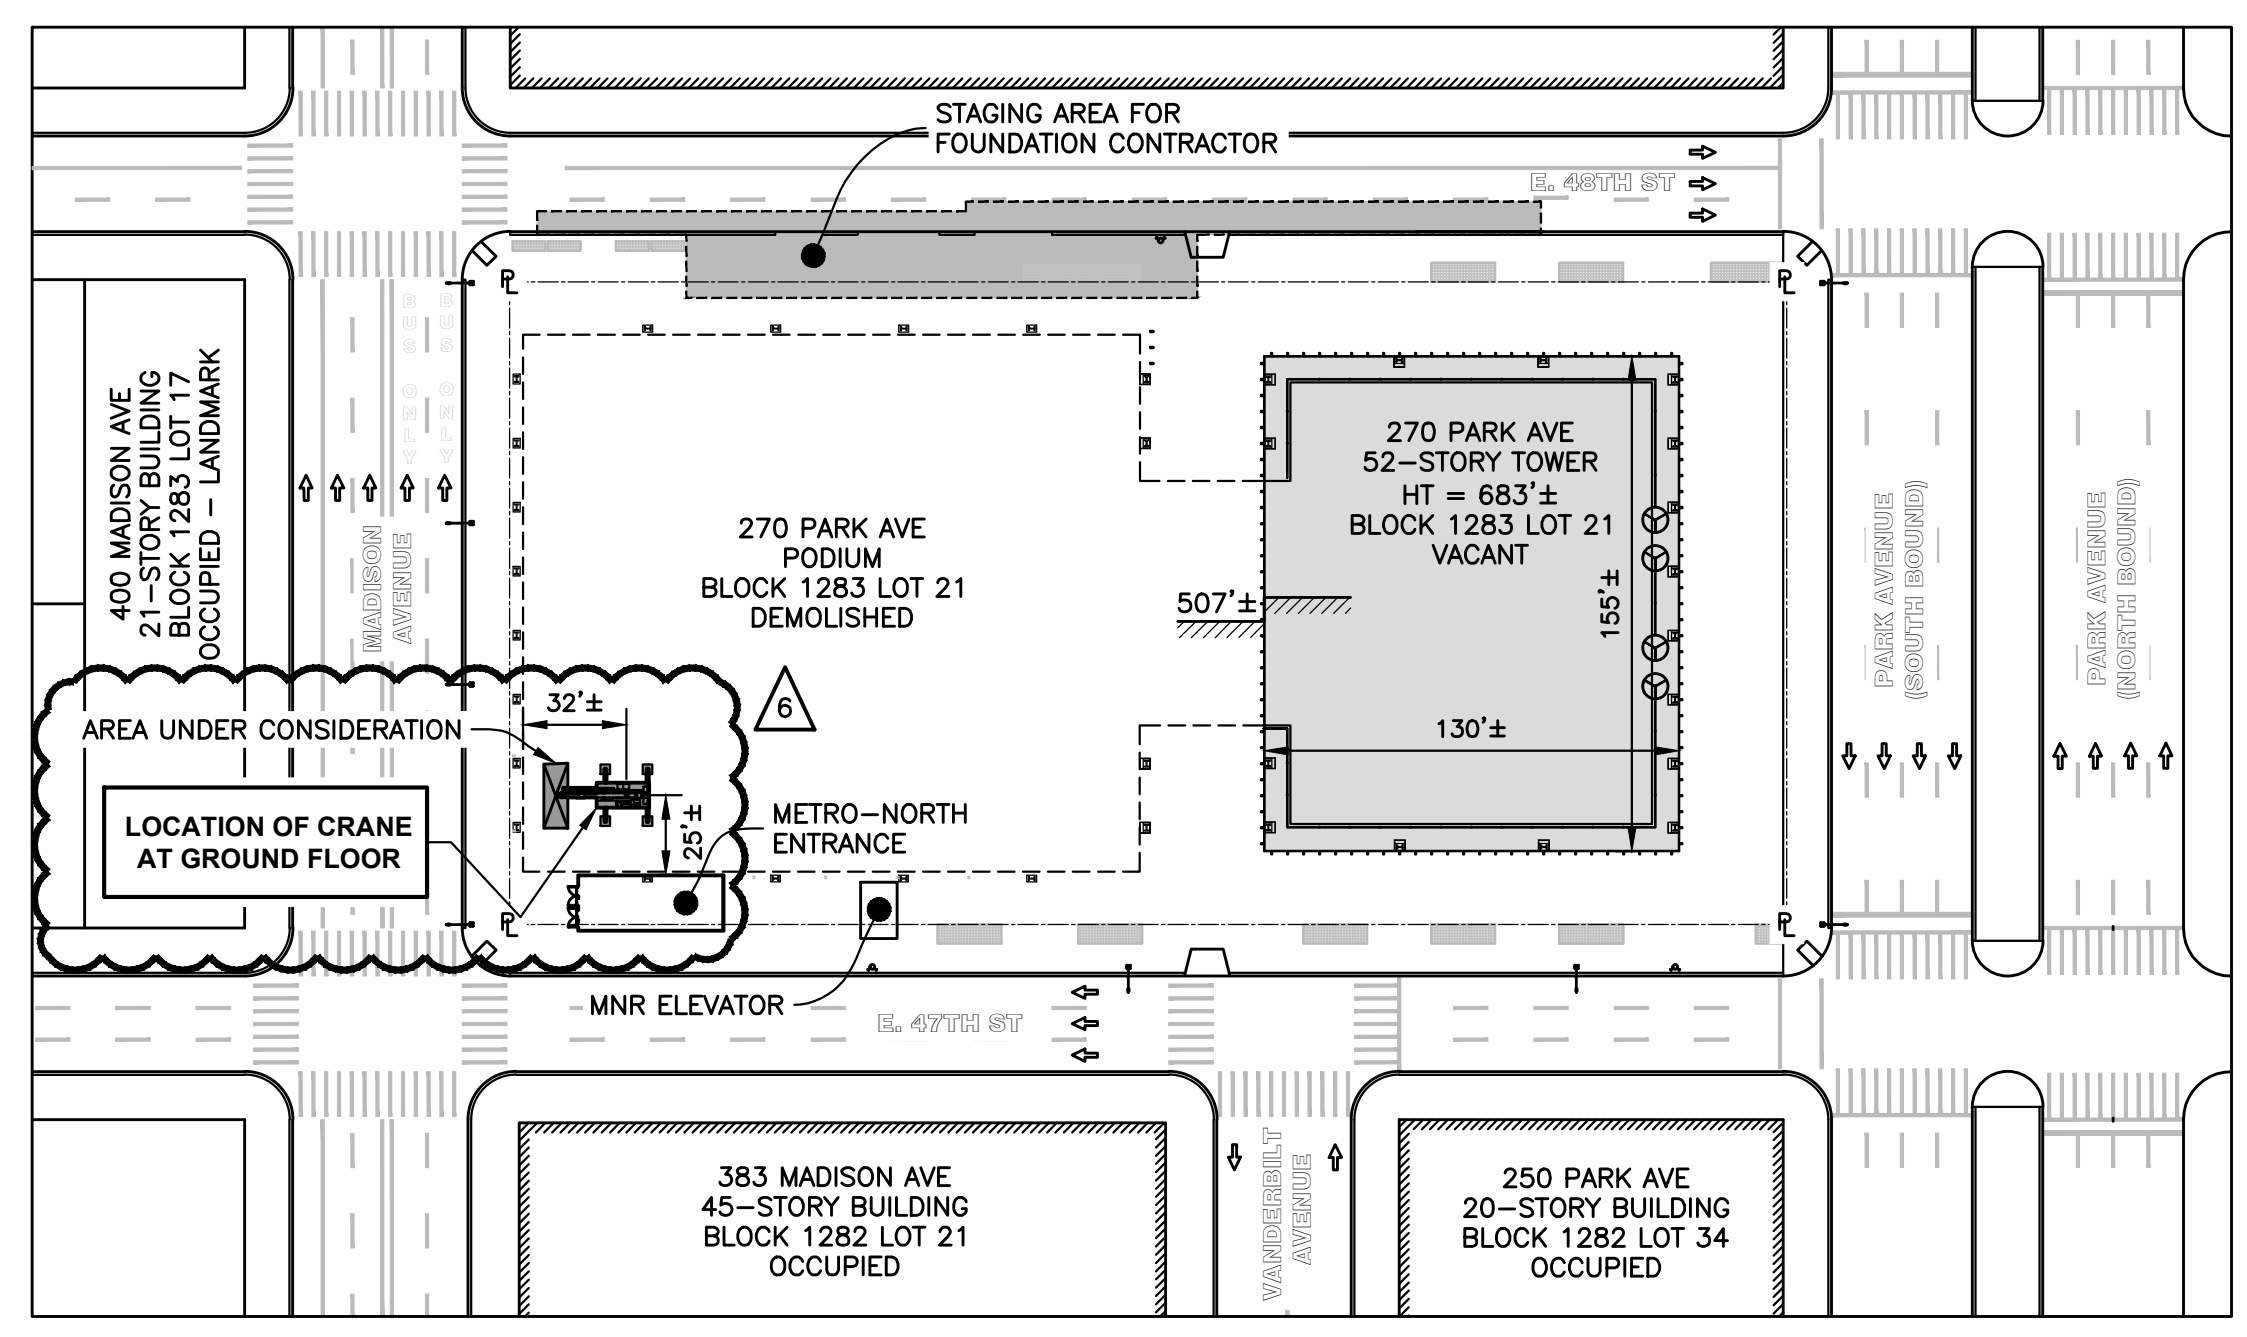 STAGING AREA FOR
FOUNDATION CONTRACTOR
E. 48TH ST
PL
PL
BUS ONLY
BUS ONLY
400 MADISON AVE
21-STORY BUILDING
BLOCK 1283 LOT 17
OCCUPIED - LANDMARK
MADISON
AVENUE
270 PARK AVE
PODIUM
BLOCK 1283 LOT 21
DEMOLISHED
270 PARK AVE
52-STORY TOWER
HT = 683'±
BLOCK 1283 LOT 21
VACANT
507'±
155'±
130'±
PARK AVENUE
(SOUTH BOUND)
PARK AVENUE
(NORTH BOUND)
32'±
6
AREA UNDER CONSIDERATION
LOCATION OF CRANE
AT GROUND FLOOR
25'±
METRO-NORTH
ENTRANCE
PL
PL
MNR ELEVATOR
E. 47TH ST
383 MADISON AVE
45-STORY BUILDING
BLOCK 1282 LOT 21
OCCUPIED
VANDERBILT
AVENUE
250 PARK AVE
20-STORY BUILDING
BLOCK 1282 LOT 34
OCCUPIED